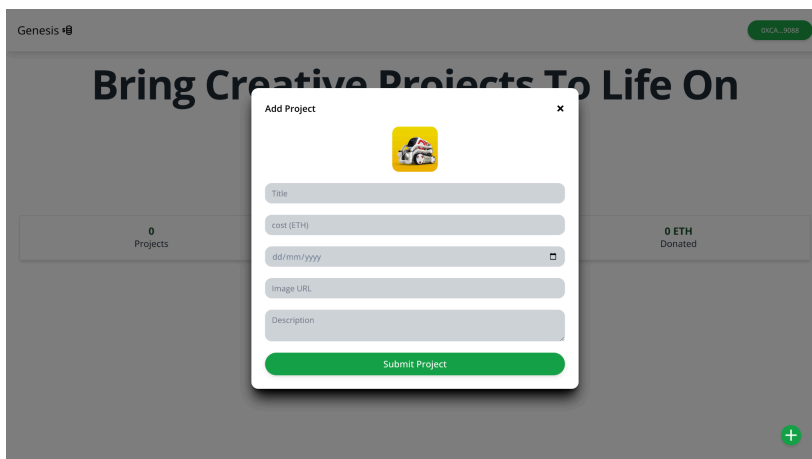 Genesis
0XCA...9088
Bring Creative Projects To Life On
Add Project
Title
cost (ETH)
dd/mm/yyyy
Image URL
Description
Submit Project
0
Projects
0 ETH
Donated